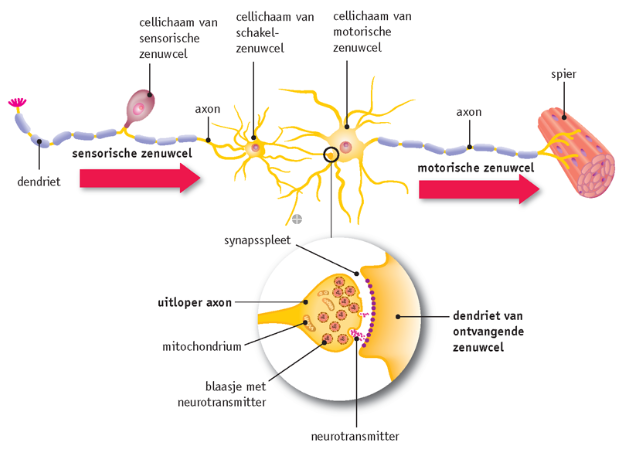 cellichaam van
sensorische
zenuwcel
cellichaam van
schakel-
zenuwcel
cellichaam van
motorische
zenuwcel
spier
axon
axon
dendriet
sensorische zenuwcel
motorische zenuwcel
synapsspleet
uitloper axon
mitochondrium
blaasje met
neurotransmitter
neurotransmitter
dendriet van
ontvangende
zenuwcel